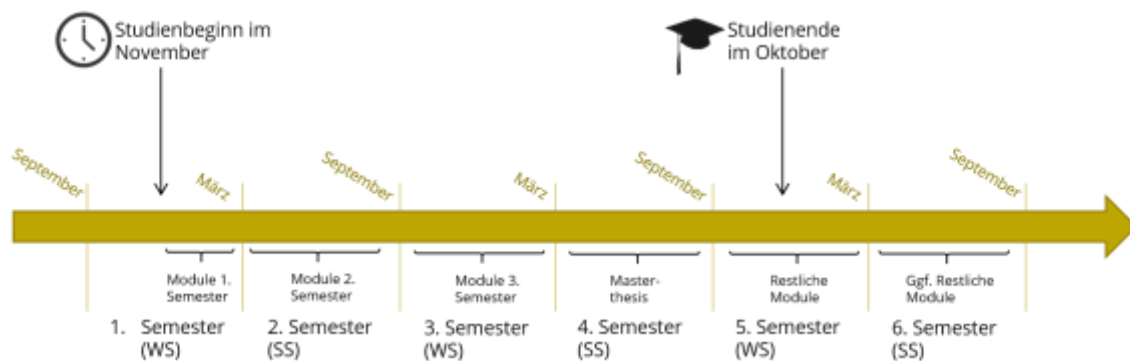 Studienbeginn im
November
Studienende
im Oktober
September
März
September
März
September
März
September
Module 1.
Semester
Module 2.
Semester
Module 3.
Semester
Master-
thesis
Restliche
Module
Ggf. Restliche
Module
1. Semester
(WS)
2. Semester
(SS)
3. Semester
(WS)
4. Semester
(SS)
5. Semester
(WS)
6. Semester
(SS)